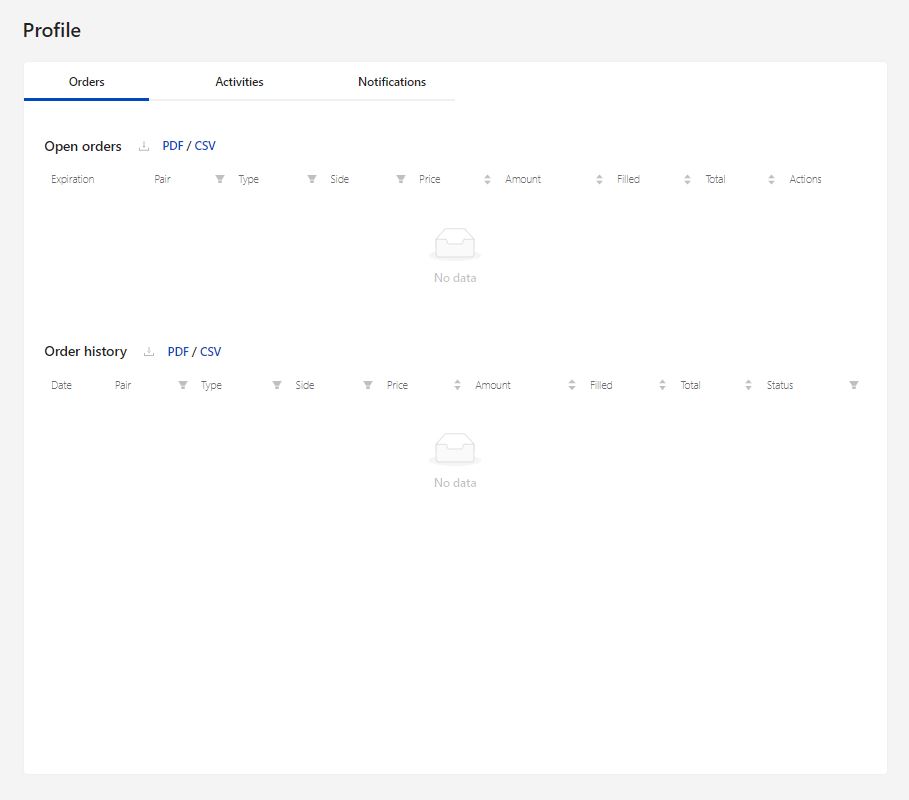 Profile
Orders Activities Notifications
Open orders PDF / CSV
Expiration Pair Type Side Price Amount Filled Total Actions
No data
Order history PDF / CSV
Date Pair Type Side Price Amount Filled Total Status
No data